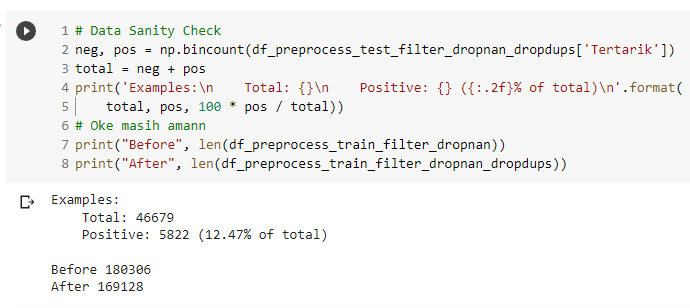 1 # Data Sanity Check
2 neg, pos = np.bincount(df_preprocess_test_filter_dropnan_dropdups['Tertarik'])
3 total = neg + pos
4 print('Examples:\n    Total: {}\n    Positive: {} ({:.2f}% of total)\n'.format(
5     total, pos, 100 * pos / total))
6 # Oke masih amann
7 print("Before", len(df_preprocess_train_filter_dropnan))
8 print("After", len(df_preprocess_train_filter_dropnan_dropdups))
Examples:
    Total: 46679
    Positive: 5822 (12.47% of total)
Before 180306
After 169128